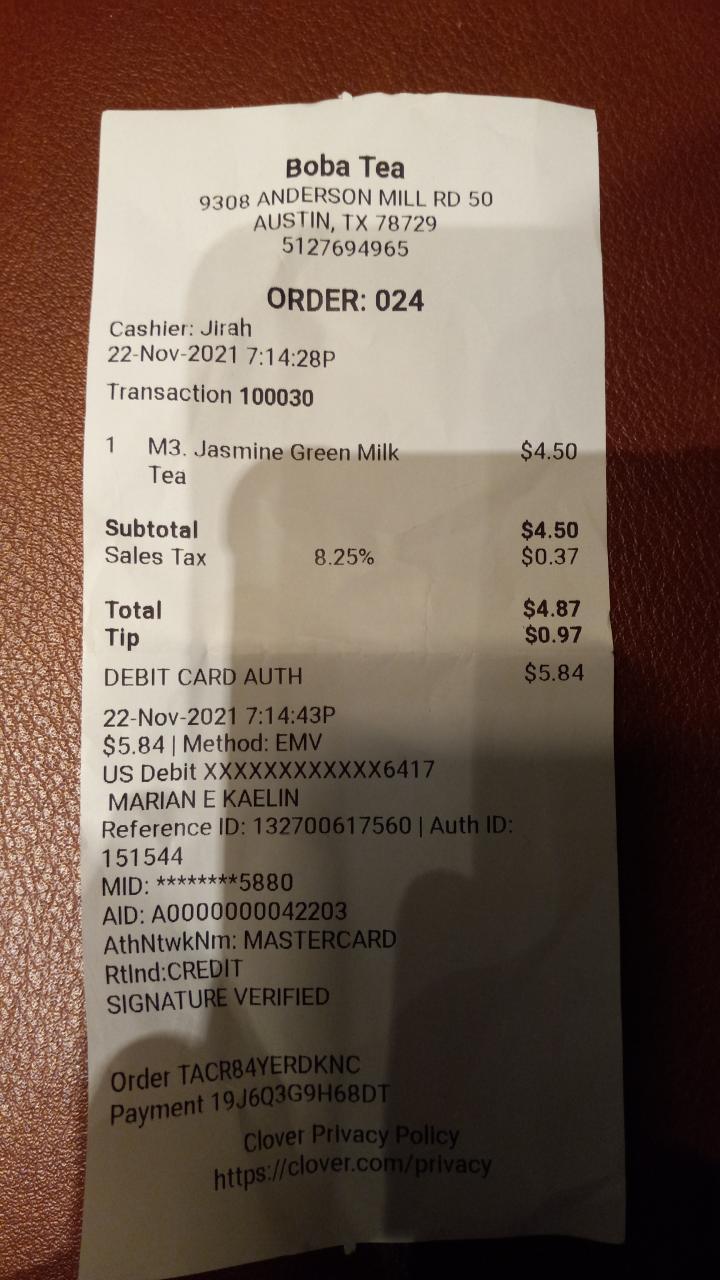 Boba Tea
9308 ANDERSON MILL RD 50
AUSTIN, TX 78729
5127694965
ORDER: 024
Cashier: Jirah
22-Nov-2021 7:14:28P
Transaction 100030
1 M3. Jasmine Green Milk $4.50
Tea
Subtotal $4.50
Sales Tax 8.25% $0.37
Total $4.87
Tip $0.97
DEBIT CARD AUTH $5.84
22-Nov-2021 7:14:43P
$5.84 | Method: EMV
US Debit XXXXXXXXXXXX6417
MARIAN E KAELIN
Reference ID: 132700617560 | Auth ID:
151544
MID: ********5880
AID: A0000000042203
AthNtwkNm: MASTERCARD
RtInd:CREDIT
SIGNATURE VERIFIED
Order TACR84YERDKNC
Payment 19J6Q3G9H68DT
Clover Privacy Policy
https://clover.com/privacy